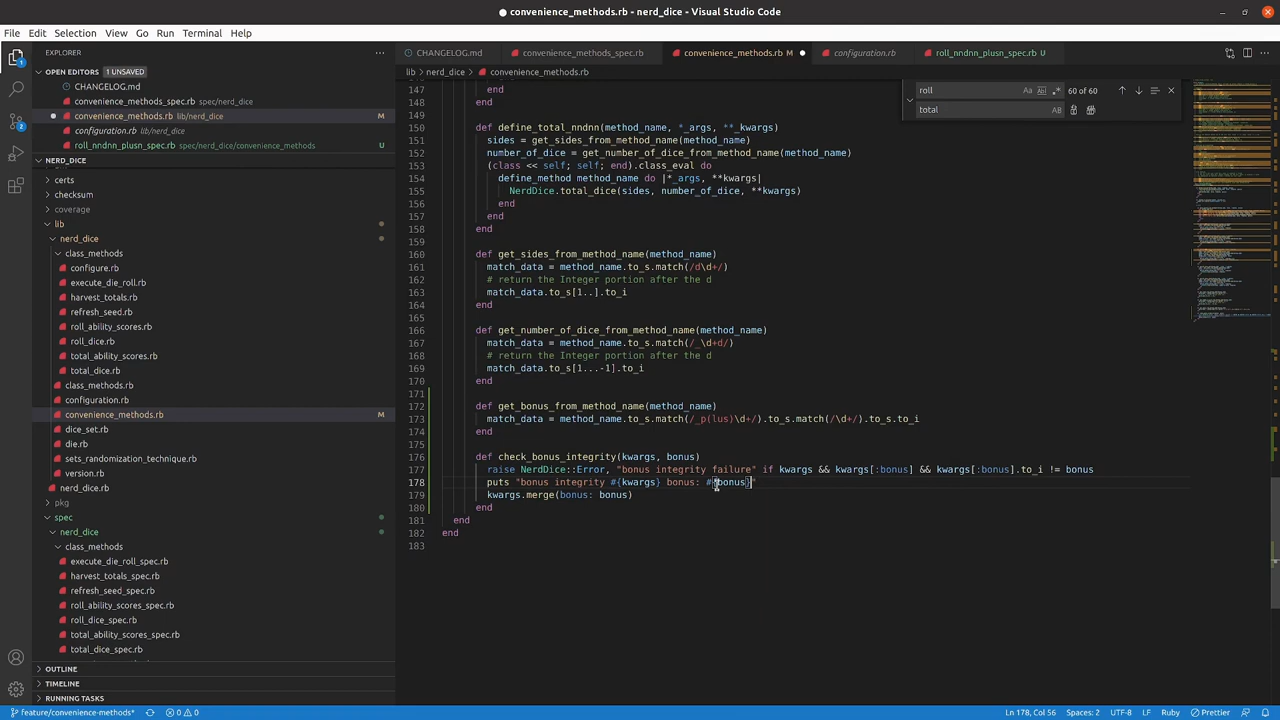 convenience_methods.rb - nerd_dice - Visual Studio Code
File Edit Selection View Go Run Terminal Help
EXPLORER
OPEN EDITORS 1 UNSAVED
CHANGELOG.md
convenience_methods_spec.rb spec/nerd_dice
convenience_methods.rb lib/nerd_dice M
configuration.rb lib/nerd_dice
roll_nndnn_plusn_spec.rb spec/nerd_dice/convenience_methods U
NERD_DICE
certs
checksum
coverage
lib
nerd_dice
class_methods
configure.rb
execute_die_roll.rb
harvest_totals.rb
refresh_seed.rb
roll_ability_scores.rb
roll_dice.rb
total_ability_scores.rb
total_dice.rb
class_methods.rb
configuration.rb
convenience_methods.rb M
dice_set.rb
die.rb
sets_randomization_technique.rb
version.rb
nerd_dice.rb
pkg
spec
nerd_dice
class_methods
execute_die_roll_spec.rb
harvest_totals_spec.rb
refresh_seed_spec.rb
roll_ability_scores_spec.rb
roll_dice_spec.rb
total_ability_scores_spec.rb
total_dice_spec.rb
OUTLINE
TIMELINE
RUNNING TASKS
CHANGELOG.md convenience_methods_spec.rb convenience_methods.rb M configuration.rb roll_nndnn_plusn_spec.rb U
lib > nerd_dice > convenience_methods.rb
roll Aa Ab 60 of 60
total AB
147 end
148 end
149
150 (method_name, *_args, **_kwargs)
151 get_sides_from_method_name(method_name)
152 number_of_dice = get_number_of_dice_from_method_name(method_name)
153 (class << self; self; end).class_eval do
154 define_method method_name do |*_args, **kwargs|
155 NerdDice.total_dice(sides, number_of_dice, **kwargs)
156 end
157 end
158 end
159
160 def get_sides_from_method_name(method_name)
161 match_data = method_name.to_s.match(/d\d+/)
162 # return the Integer portion after the d
163 match_data.to_s[1..].to_i
164 end
165
166 def get_number_of_dice_from_method_name(method_name)
167 match_data = method_name.to_s.match(/_\d+d/)
168 # return the Integer portion after the d
169 match_data.to_s[1...-1].to_i
170 end
171
172 def get_bonus_from_method_name(method_name)
173 match_data = method_name.to_s.match(/_p(lus)\d+/).to_s.match(/\d+/).to_s.to_i
174 end
175
176 def check_bonus_integrity(kwargs, bonus)
177 raise NerdDice::Error, "bonus integrity failure" if kwargs && kwargs[:bonus] && kwargs[:bonus].to_i != bonus
178 puts "bonus integrity #{kwargs} bonus: #{bonus}"
179 kwargs.merge(bonus: bonus)
180 end
181 end
182 end
183
feature/convenience-methods* 0 0 Ln 178, Col 56 Spaces: 2 UTF-8 LF Ruby Prettier